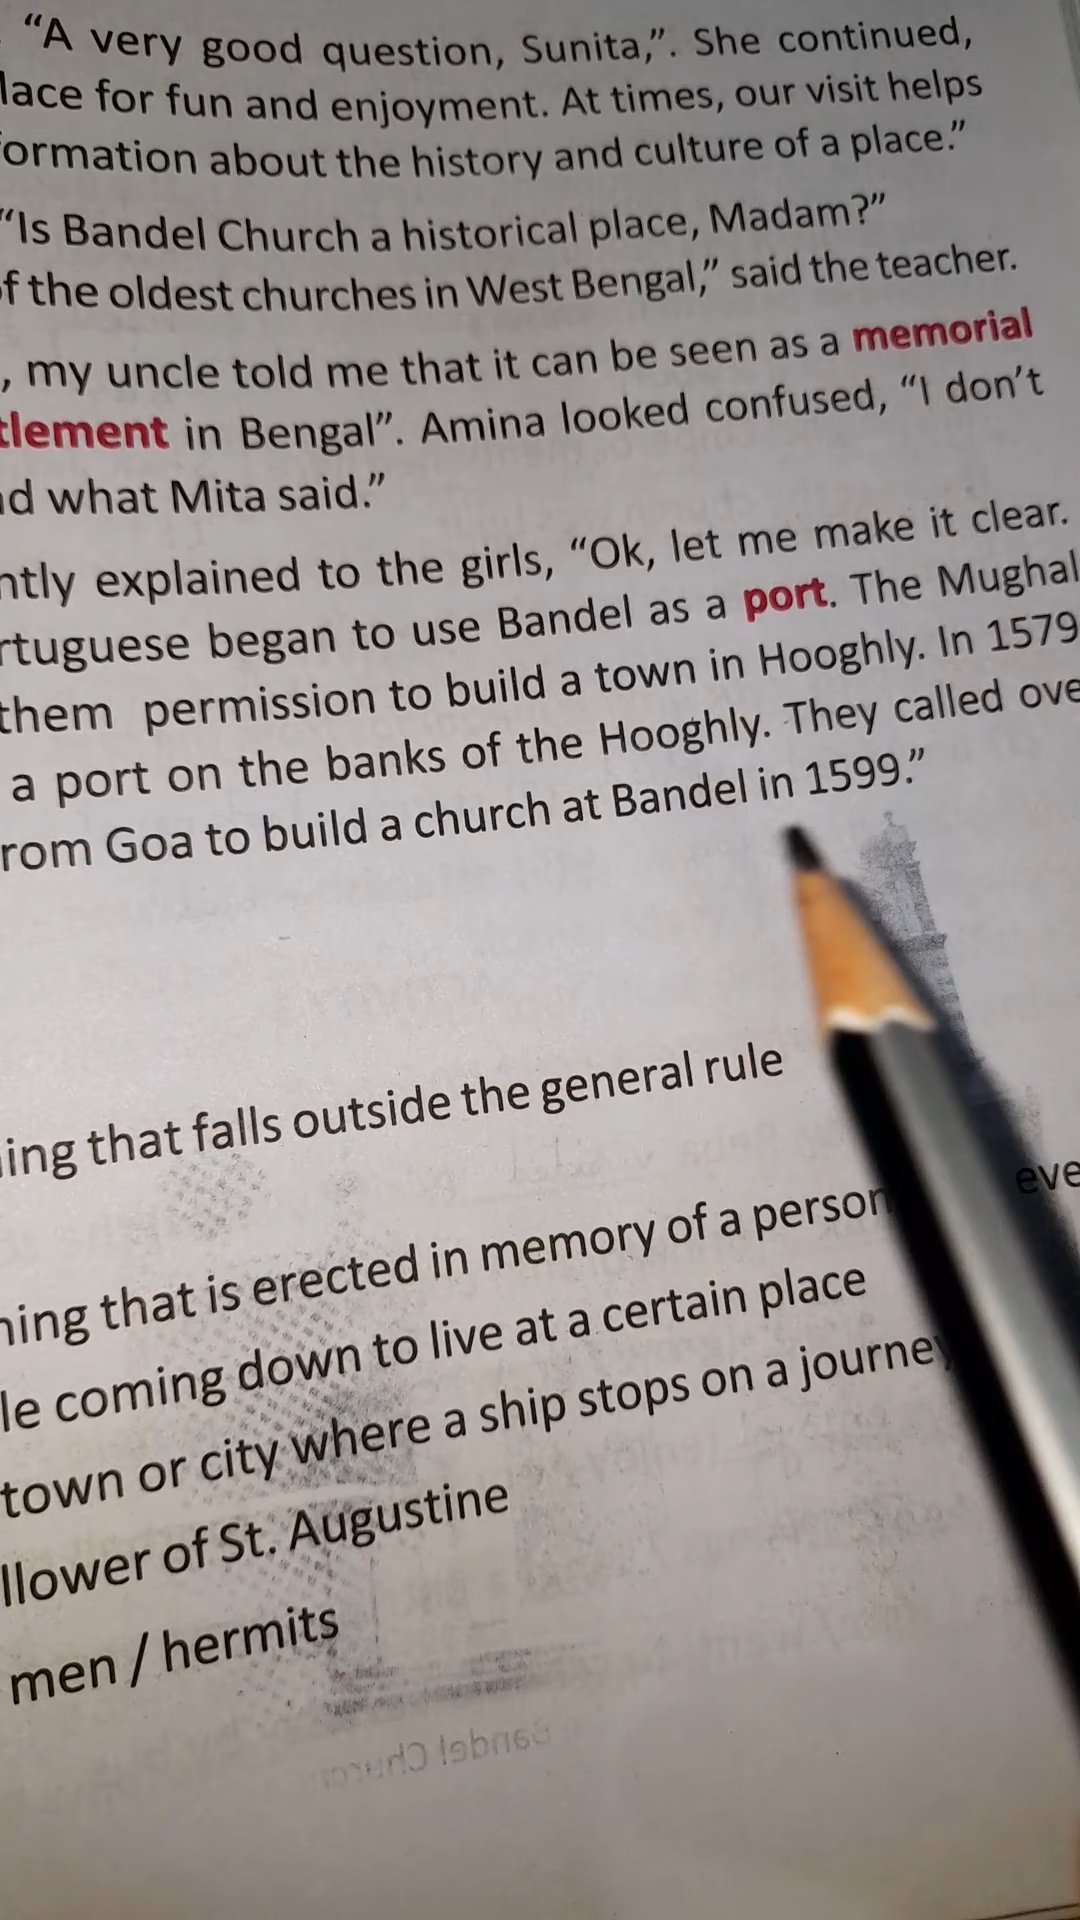 “A very good question, Sunita,”. She continued,
lace for fun and enjoyment. At times, our visit helps
ormation about the history and culture of a place.”
“Is Bandel Church a historical place, Madam?”
f the oldest churches in West Bengal,” said the teacher.
, my uncle told me that it can be seen as a memorial
tlement in Bengal”. Amina looked confused, “I don’t
d what Mita said.”
ntly explained to the girls, “Ok, let me make it clear.
rtuguese began to use Bandel as a port. The Mughal
them permission to build a town in Hooghly. In 1579
a port on the banks of the Hooghly. They called ove
rom Goa to build a church at Bandel in 1599.”
ing that falls outside the general rule
hing that is erected in memory of a person eve
le coming down to live at a certain place
town or city where a ship stops on a journey
llower of St. Augustine
men / hermits
Bandel Church